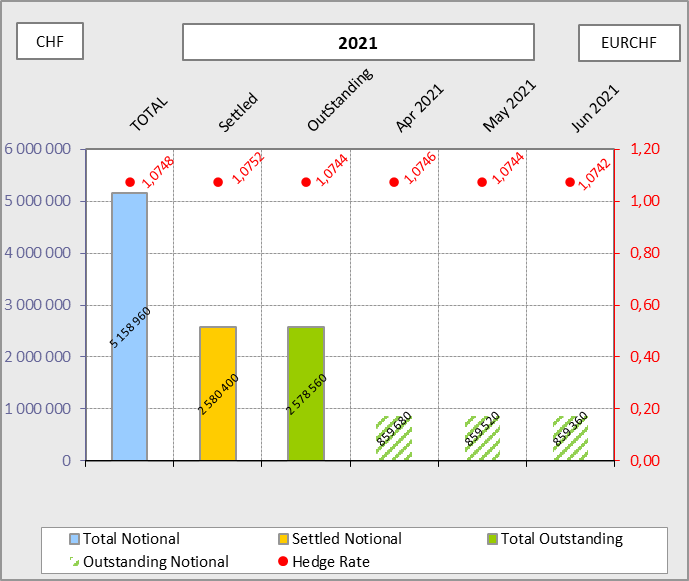 CHF
2021
EURCHF
TOTAL
Settled
OutStanding
Apr 2021
May 2021
Jun 2021
6 000 000
5 000 000
4 000 000
3 000 000
2 000 000
1 000 000
0
1,0748
1,0752
1,0744
1,0746
1,0744
1,0742
5 158 960
2 580 400
2 578 560
859 680
859 520
859 360
1,20
1,00
0,80
0,60
0,40
0,20
0,00
Total Notional
Settled Notional
Total Outstanding
Outstanding Notional
Hedge Rate